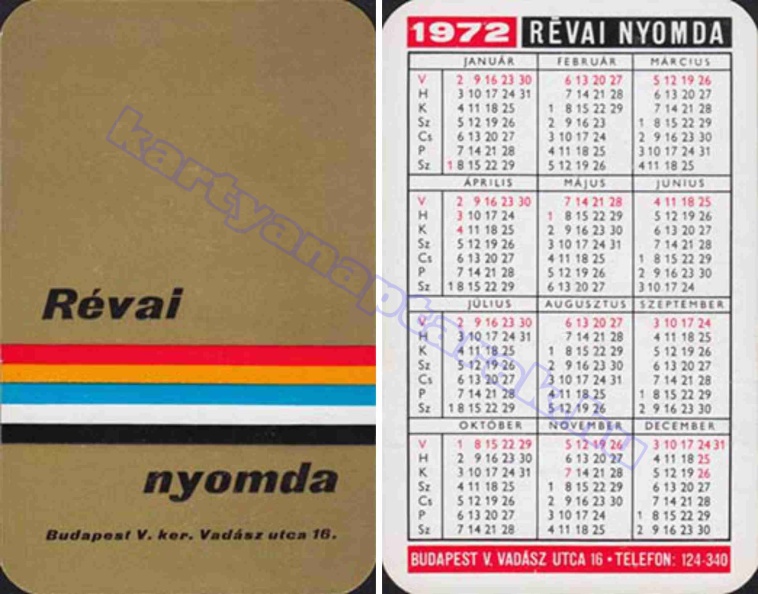 Révai
nyomda
Budapest V. ker. Vadász utca 16.
kartyanaptarok.hu
1972 RÉVAI NYOMDA
JANUÁR FEBRUÁR MÁRCIUS
V 2 9 16 23 30 6 13 20 27 5 12 19 26
H 3 10 17 24 31 7 14 21 28 6 13 20 27
K 4 11 18 25 1 8 15 22 29 7 14 21 28
Sz 5 12 19 26 2 9 16 23 1 8 15 22 29
Cs 6 13 20 27 3 10 17 24 2 9 16 23 30
P 7 14 21 28 4 11 18 25 3 10 17 24 31
Sz 1 8 15 22 29 5 12 19 26 4 11 18 25
ÁPRILIS MÁJUS JÚNIUS
V 2 9 16 23 30 7 14 21 28 4 11 18 25
H 3 10 17 24 1 8 15 22 29 5 12 19 26
K 4 11 18 25 2 9 16 23 30 6 13 20 27
Sz 5 12 19 26 3 10 17 24 31 7 14 21 28
Cs 6 13 20 27 4 11 18 25 1 8 15 22 29
P 7 14 21 28 5 12 19 26 2 9 16 23 30
Sz 1 8 15 22 29 6 13 20 27 3 10 17 24
JÚLIUS AUGUSZTUS SZEPTEMBER
V 2 9 16 23 30 6 13 20 27 3 10 17 24
H 3 10 17 24 31 7 14 21 28 4 11 18 25
K 4 11 18 25 1 8 15 22 29 5 12 19 26
Sz 5 12 19 26 2 9 16 23 30 6 13 20 27
Cs 6 13 20 27 3 10 17 24 31 7 14 21 28
P 7 14 21 28 4 11 18 25 1 8 15 22 29
Sz 1 8 15 22 29 5 12 19 26 2 9 16 23 30
OKTÓBER NOVEMBER DECEMBER
V 1 8 15 22 29 5 12 19 26 3 10 17 24 31
H 2 9 16 23 30 6 13 20 27 4 11 18 25
K 3 10 17 24 31 7 14 21 28 5 12 19 26
Sz 4 11 18 25 1 8 15 22 29 6 13 20 27
Cs 5 12 19 26 2 9 16 23 30 7 14 21 28
P 6 13 20 27 3 10 17 24 1 8 15 22 29
Sz 7 14 21 28 4 11 18 25 2 9 16 23 30
BUDAPEST V. VADÁSZ UTCA 16 • TELEFON: 124-340